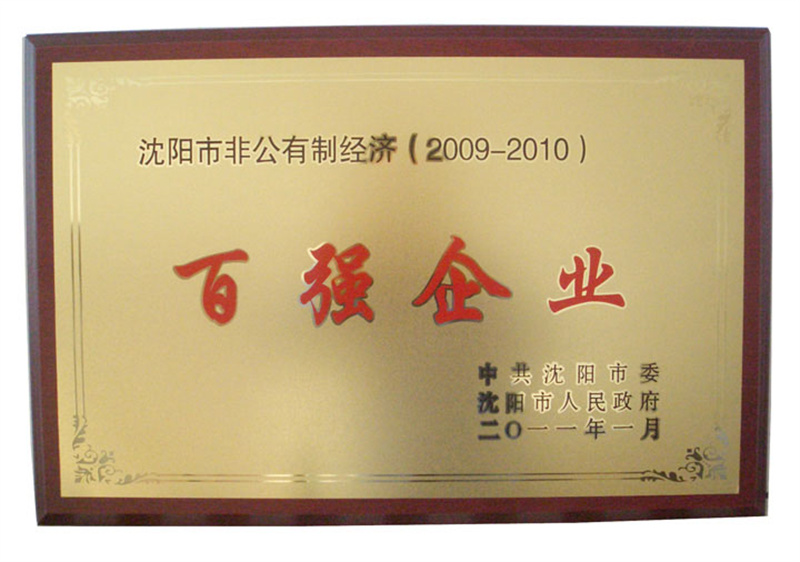 沈阳市非公有制经济(2009-2010)
百强企业
中共沈阳市委
沈阳市人民政府
二〇一一年一月